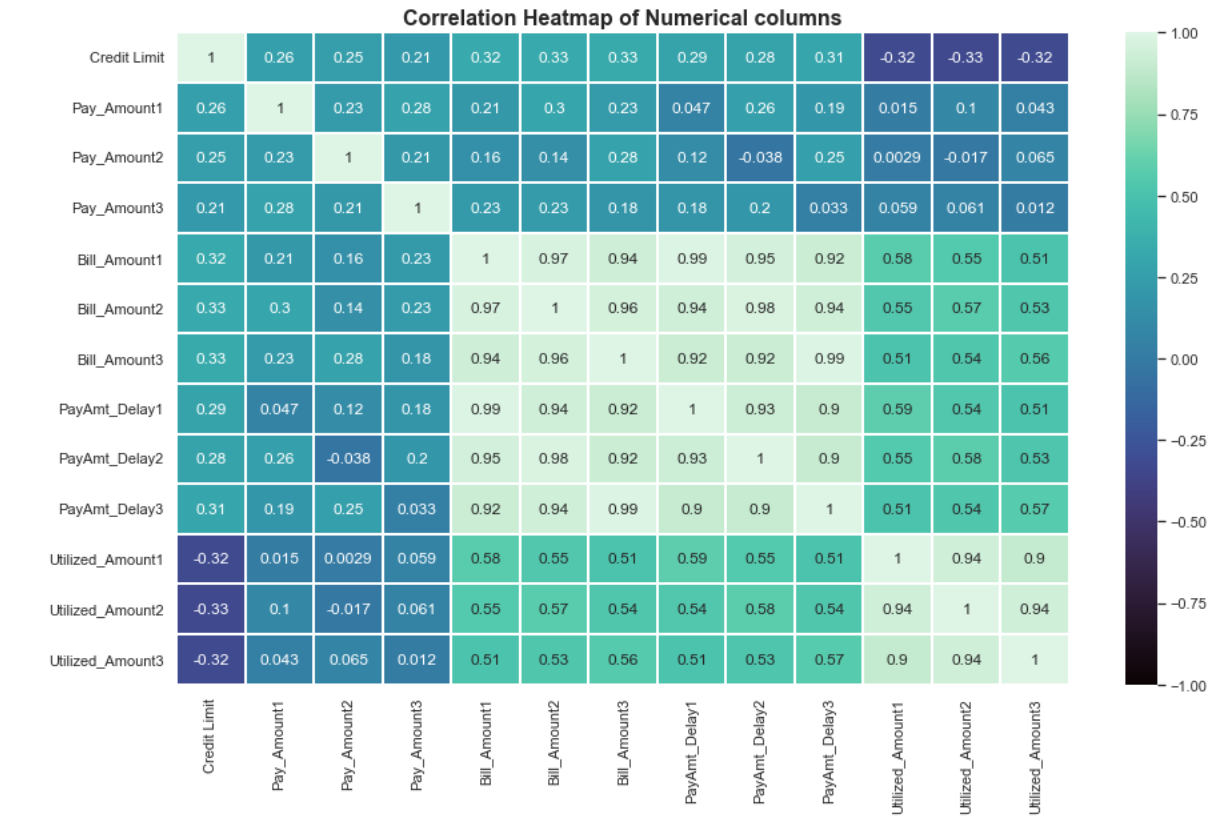 Correlation Heatmap of Numerical columns
Credit Limit 1 0.26 0.25 0.21 0.32 0.33 0.33 0.29 0.28 0.31 -0.32 -0.33 -0.32
Pay_Amount1 0.26 1 0.23 0.28 0.21 0.3 0.23 0.047 0.26 0.19 0.015 0.1 0.043
Pay_Amount2 0.25 0.23 1 0.21 0.16 0.14 0.28 0.12 -0.038 0.25 0.0029 -0.017 0.065
Pay_Amount3 0.21 0.28 0.21 1 0.23 0.23 0.18 0.18 0.2 0.033 0.059 0.061 0.012
Bill_Amount1 0.32 0.21 0.16 0.23 1 0.97 0.94 0.99 0.95 0.92 0.58 0.55 0.51
Bill_Amount2 0.33 0.3 0.14 0.23 0.97 1 0.96 0.94 0.98 0.94 0.55 0.57 0.53
Bill_Amount3 0.33 0.23 0.28 0.18 0.94 0.96 1 0.92 0.92 0.99 0.51 0.54 0.56
PayAmt_Delay1 0.29 0.047 0.12 0.18 0.99 0.94 0.92 1 0.93 0.9 0.59 0.54 0.51
PayAmt_Delay2 0.28 0.26 -0.038 0.2 0.95 0.98 0.92 0.93 1 0.9 0.55 0.58 0.53
PayAmt_Delay3 0.31 0.19 0.25 0.033 0.92 0.94 0.99 0.9 0.9 1 0.51 0.54 0.57
Utilized_Amount1 -0.32 0.015 0.0029 0.059 0.58 0.55 0.51 0.59 0.55 0.51 1 0.94 0.9
Utilized_Amount2 -0.33 0.1 -0.017 0.061 0.55 0.57 0.54 0.54 0.58 0.54 0.94 1 0.94
Utilized_Amount3 -0.32 0.043 0.065 0.012 0.51 0.53 0.56 0.51 0.53 0.57 0.9 0.94 1
Credit Limit
Pay_Amount1
Pay_Amount2
Pay_Amount3
Bill_Amount1
Bill_Amount2
Bill_Amount3
PayAmt_Delay1
PayAmt_Delay2
PayAmt_Delay3
Utilized_Amount1
Utilized_Amount2
Utilized_Amount3
1.00
0.75
0.50
0.25
0.00
−0.25
−0.50
−0.75
−1.00